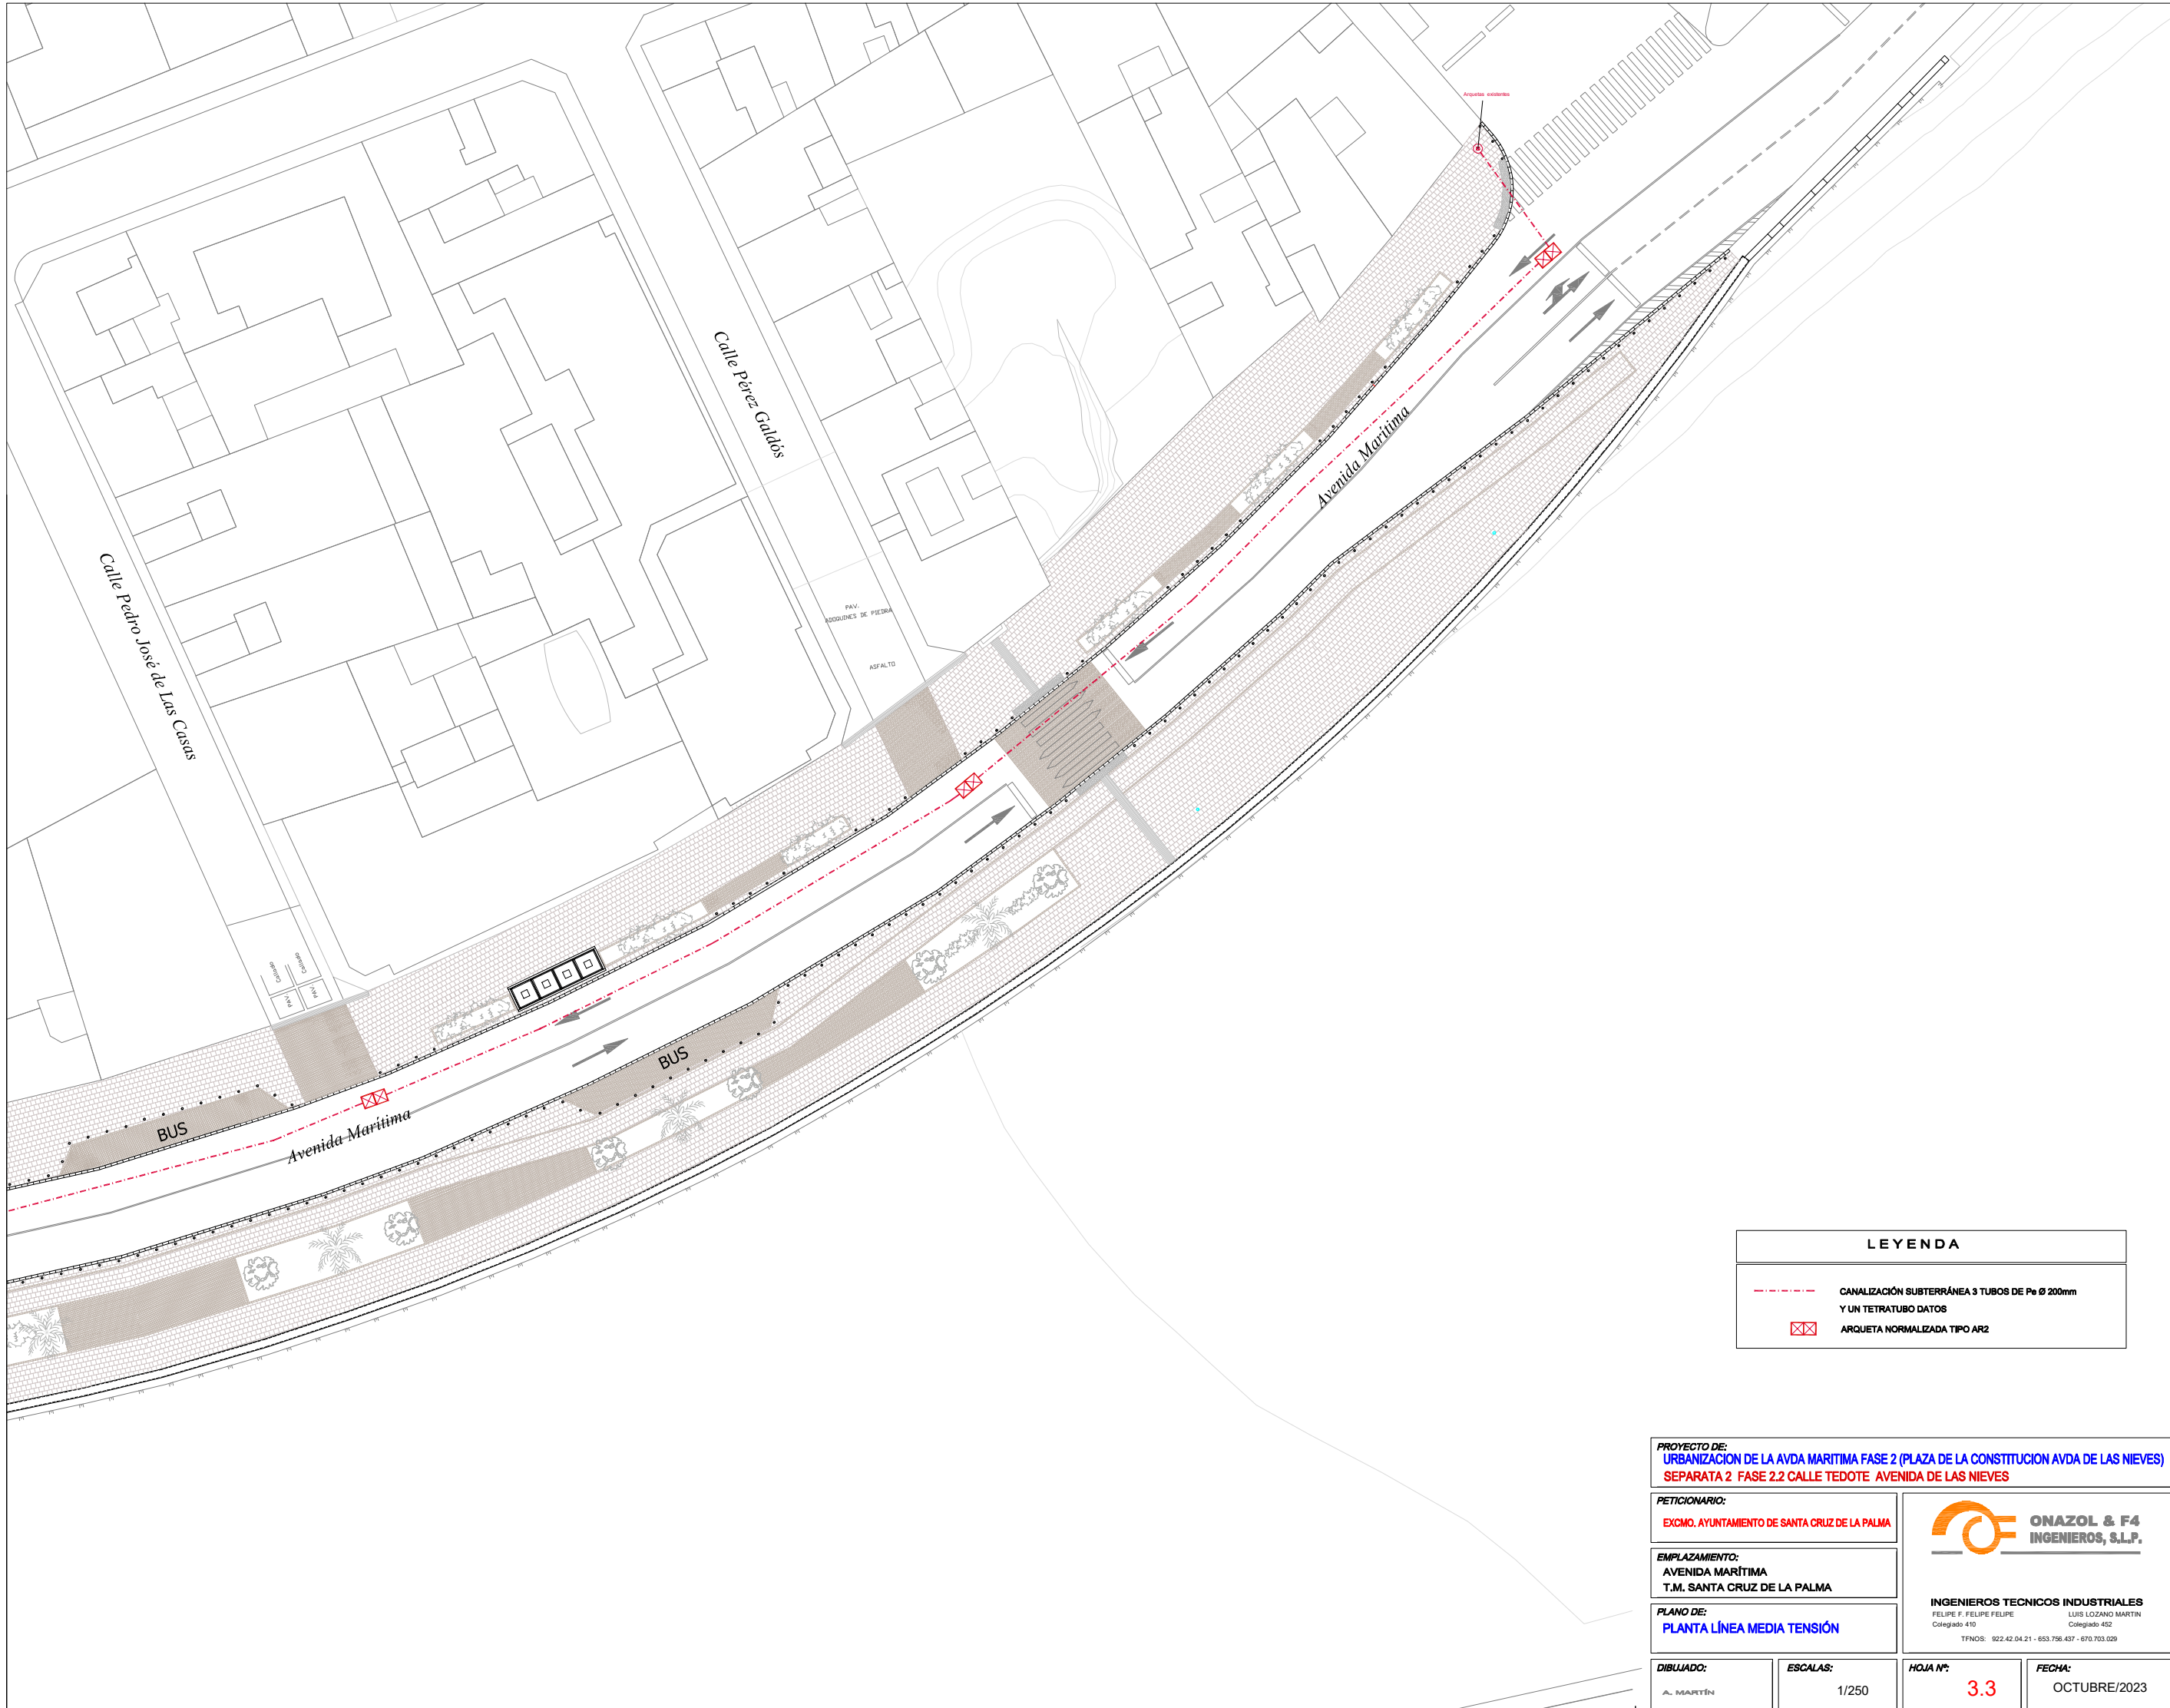 Arquetas existentes
Calle Pérez Galdós
Avenida Marítima
Calle Pedro José de Las Casas
PAV.
ADOQUINES DE PIEDRA
ASFALTO
Callado
Callado
PAV.
PAV.
BUS
BUS
Avenida Marítima
LEYENDA
CANALIZACIÓN SUBTERRÁNEA 3 TUBOS DE Pe Ø 200mm
Y UN TETRATUBO DATOS
ARQUETA NORMALIZADA TIPO AR2
PROYECTO DE:
URBANIZACION DE LA AVDA MARITIMA FASE 2 (PLAZA DE LA CONSTITUCION AVDA DE LAS NIEVES)
SEPARATA 2 FASE 2.2 CALLE TEDOTE AVENIDA DE LAS NIEVES
PETICIONARIO:
EXCMO. AYUNTAMIENTO DE SANTA CRUZ DE LA PALMA
ONAZOL & F4
INGENIEROS, S.L.P.
EMPLAZAMIENTO:
AVENIDA MARÍTIMA
T.M. SANTA CRUZ DE LA PALMA
INGENIEROS TECNICOS INDUSTRIALES
FELIPE F. FELIPE FELIPE LUIS LOZANO MARTIN
Colegiado 410 Colegiado 452
TFNOS: 922.42.04.21 - 653.756.437 - 670.703.029
PLANO DE:
PLANTA LÍNEA MEDIA TENSIÓN
DIBUJADO:
A. MARTÍN
ESCALAS:
1/250
HOJA Nº:
3.3
FECHA:
OCTUBRE/2023